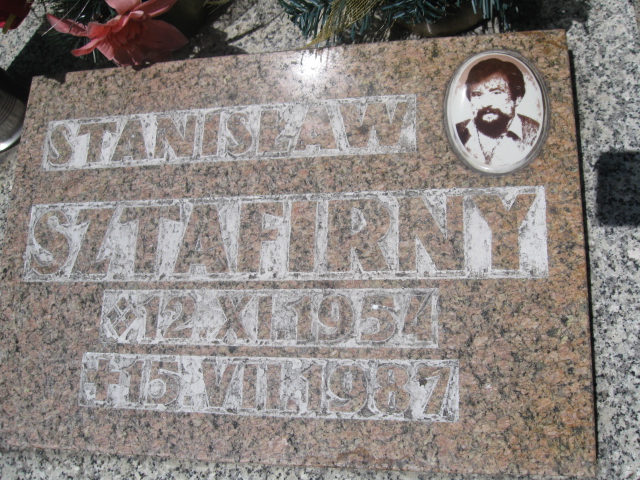 STANISŁAW
SZTAFIRNY
12 XI.1954
+15.VII.1987